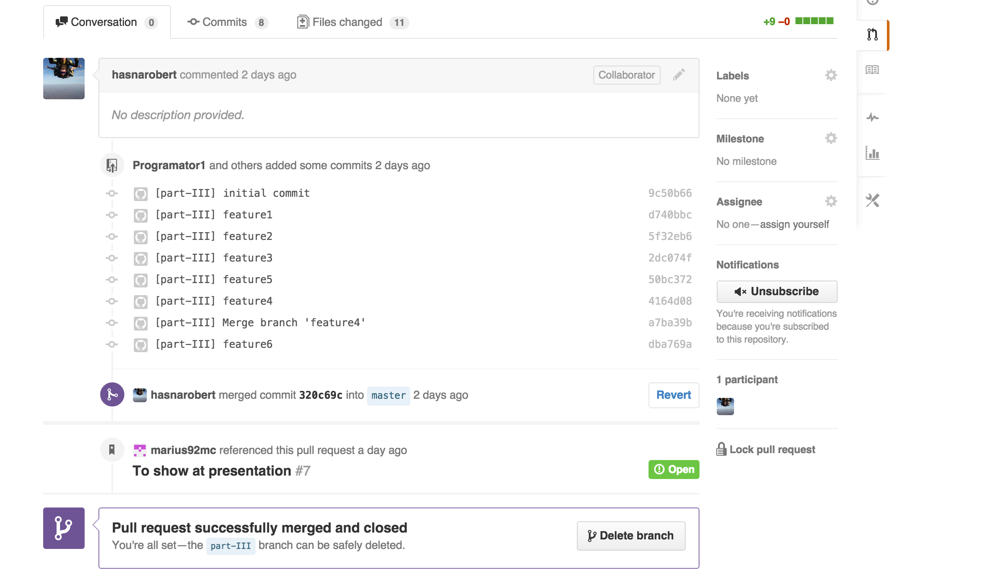 Conversation 0 Commits 8 Files changed 11 +9 −0
hasnarobert commented 2 days ago Collaborator
No description provided.
Programator1 and others added some commits 2 days ago
[part-III] initial commit 9c50b66
[part-III] feature1 d740bbc
[part-III] feature2 5f32eb6
[part-III] feature3 2dc074f
[part-III] feature5 50bc372
[part-III] feature4 4164d08
[part-III] Merge branch 'feature4' a7ba39b
[part-III] feature6 dba769a
hasnarobert merged commit 320c69c into master 2 days ago Revert
marius92mc referenced this pull request a day ago
To show at presentation #7 Open
Pull request successfully merged and closed
You're all set—the part-III branch can be safely deleted.
Delete branch
Labels
None yet
Milestone
No milestone
Assignee
No one—assign yourself
Notifications
Unsubscribe
You're receiving notifications
because you're subscribed
to this repository.
1 participant
Lock pull request